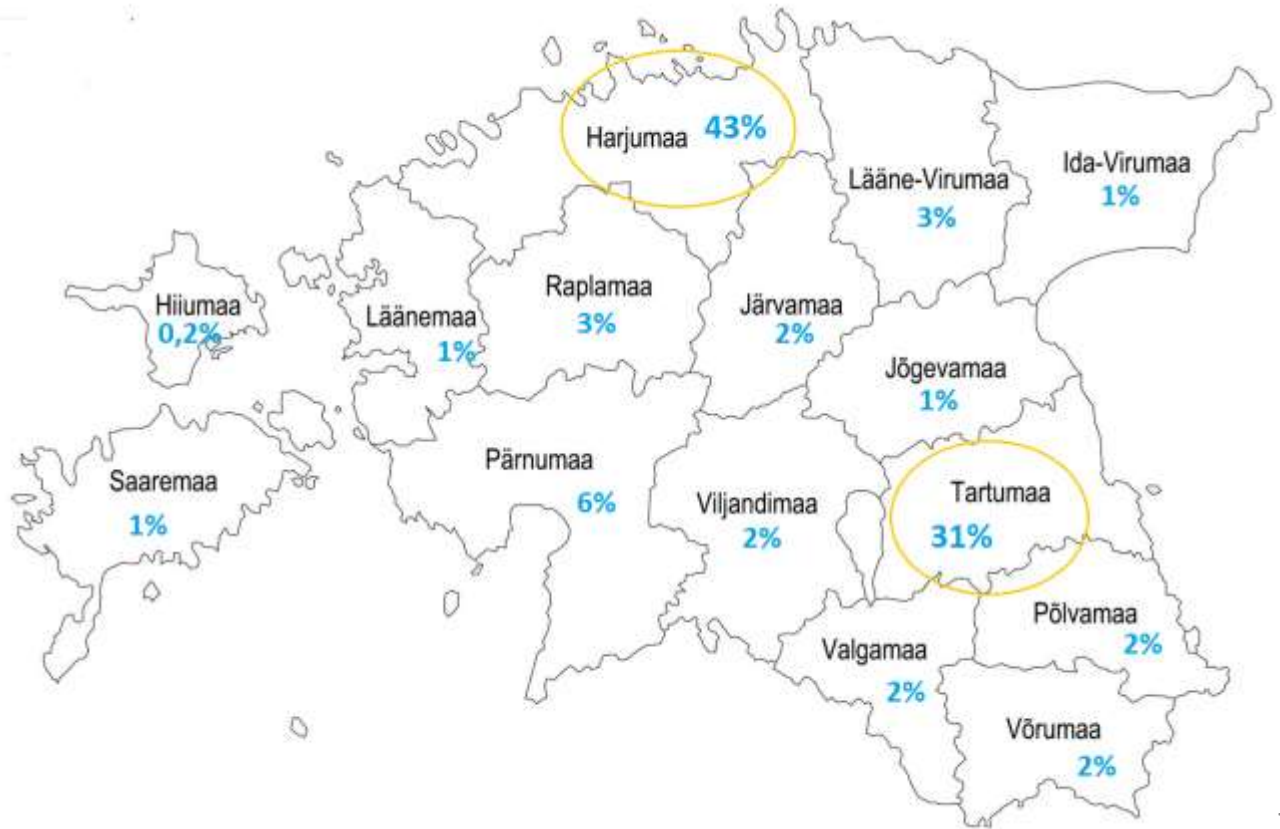 Harjumaa 43%
Ida-Virumaa
1%
Lääne-Virumaa
3%
Hiiumaa
0,2%
Läänemaa
1%
Raplamaa
3%
Järvamaa
2%
Jõgevamaa
1%
Saaremaa
1%
Pärnumaa
6%
Viljandimaa
2%
Tartumaa
31%
Põlvamaa
2%
Valgamaa
2%
Võrumaa
2%